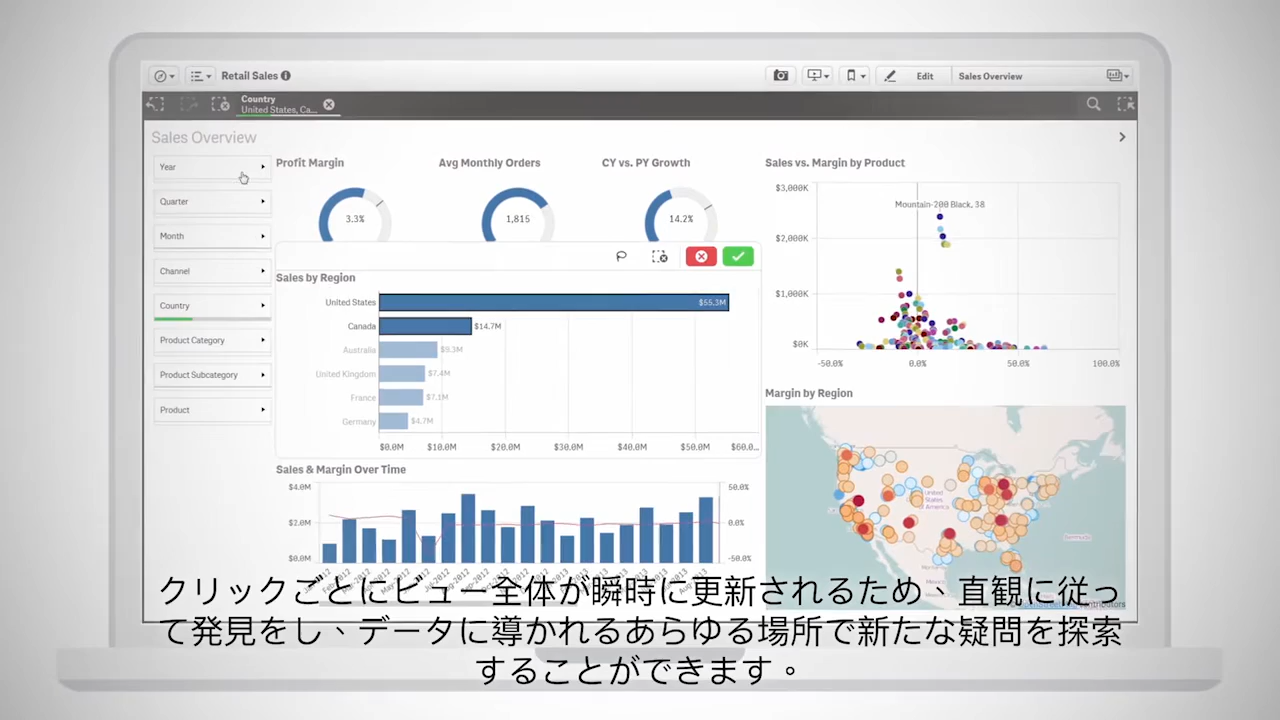 Retail Sales
Edit
Sales Overview
Country
United States, Ca...
Sales Overview
Year
Quarter
Month
Channel
Country
Product Category
Product Subcategory
Product
Profit Margin
3.3%
Avg Monthly Orders
1,815
CY vs. PY Growth
14.2%
Sales by Region
United States $55.3M
Canada $14.7M
Australia $9.3M
United Kingdom $7.4M
France $7.1M
Germany $4.7M
$0.0M $10.0M $20.0M $30.0M $40.0M $50.0M $60.0...
Sales & Margin Over Time
$4.0M 50.0%
$2.0M 0.0%
$0.0M -50.0%
Sales vs. Margin by Product
$3,000K
Mountain-200 Black, 38
$2,000K
$1,000K
$0K
-50.0% 0.0% 50.0% 100.0%
Margin by Region
United
States
of America
Bermuda
クリックごとにビュー全体が瞬時に更新されるため、直観に従っ
て発見をし、データに導かれるあらゆる場所で新たな疑問を探索
することができます。